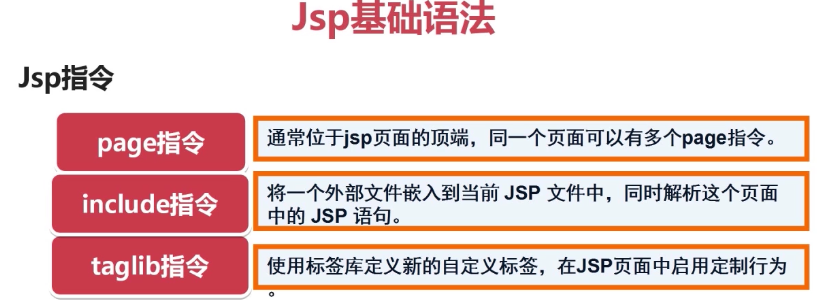 Jsp基础语法
Jsp指令
page指令
通常位于jsp页面的顶端，同一个页面可以有多个page指令。
include指令
将一个外部文件嵌入到当前 JSP 文件中，同时解析这个页面
中的 JSP 语句。
taglib指令
使用标签库定义新的自定义标签，在JSP页面中启用定制行为
。